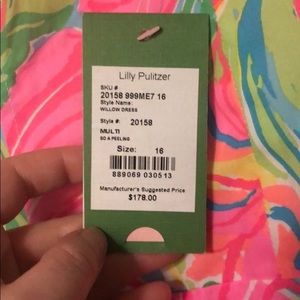 Lilly Pulitzer
SKU #
20158 999ME7 16
Style Name:
WILLOW DRESS
Style #: 20158
MULTI
SO A PEELING
Size: 16
889069 030513
Manufacturer's Suggested Price
$178.00